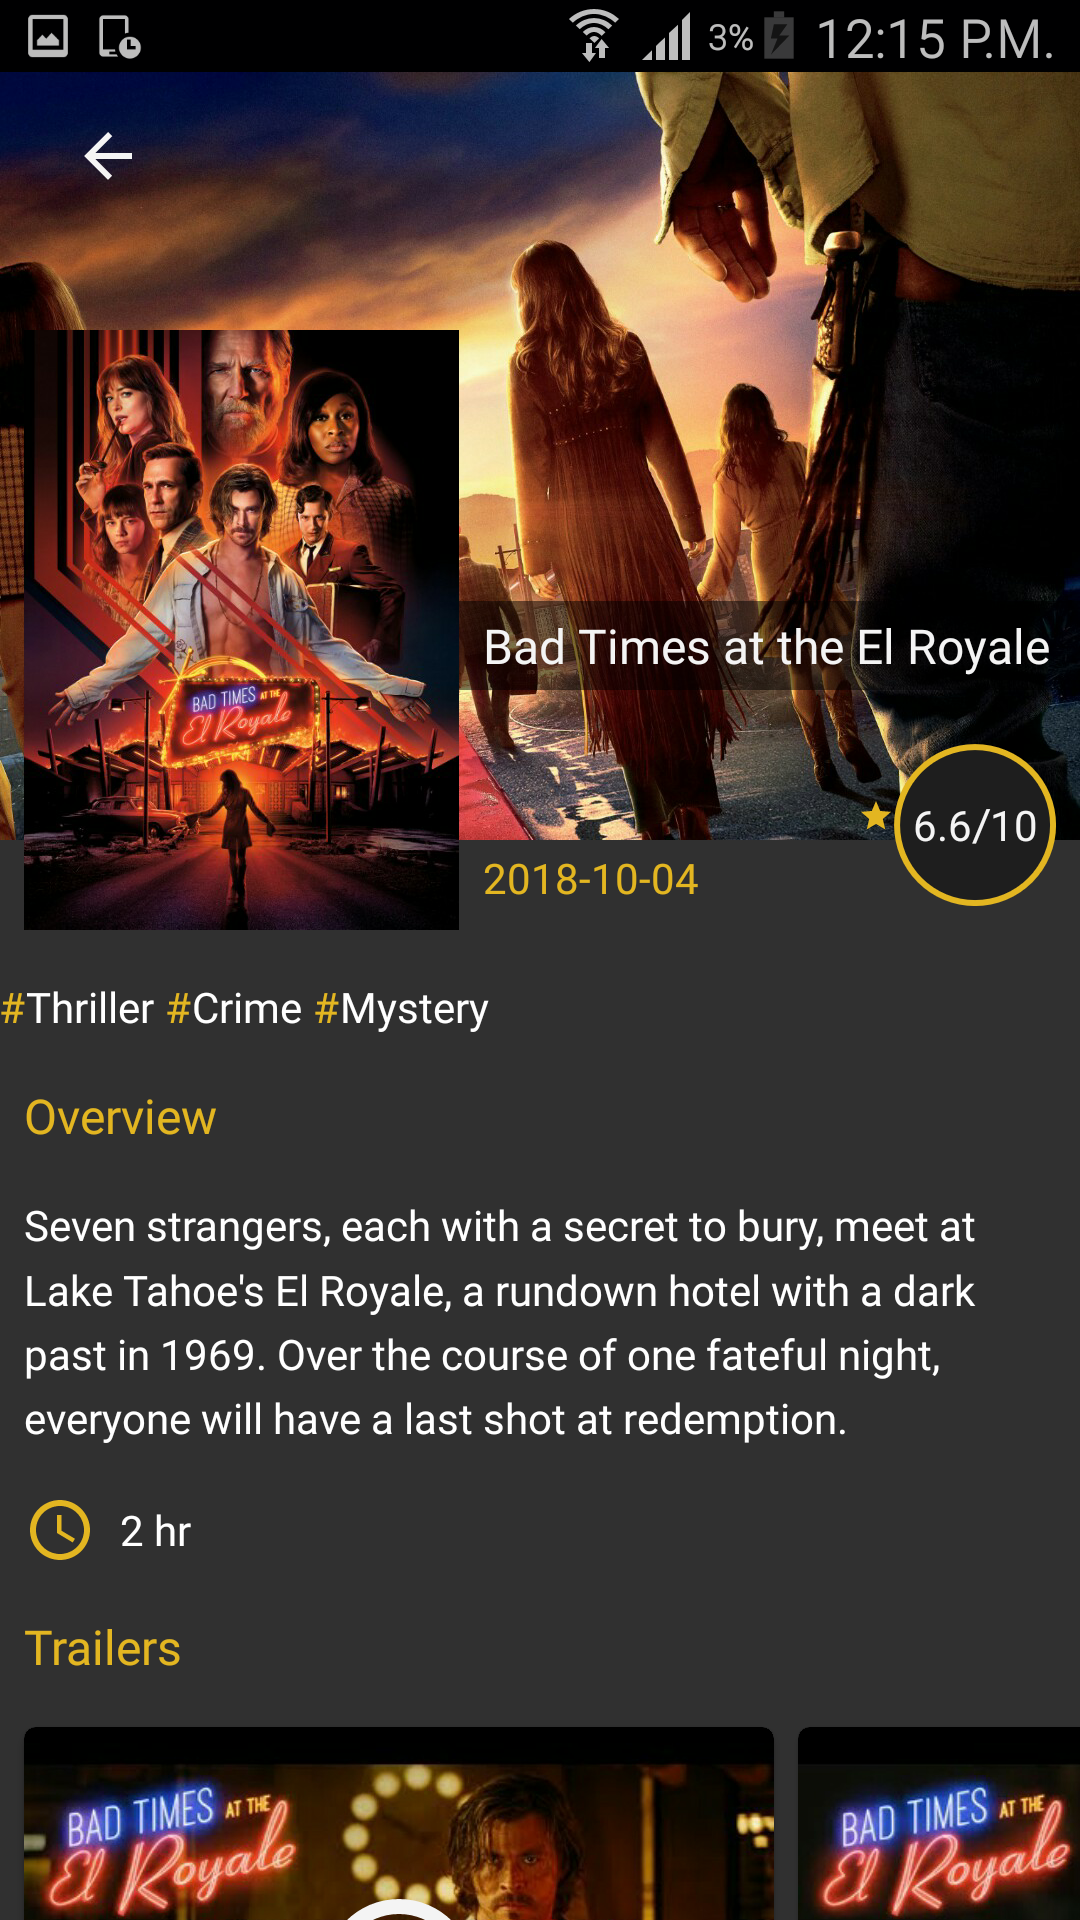 3% 12:15 P.M.
Bad Times at the El Royale
BAD TIMES AT THE
El Royale
6.6/10
2018-10-04
#Thriller #Crime #Mystery
Overview
Seven strangers, each with a secret to bury, meet at
Lake Tahoe's El Royale, a rundown hotel with a dark
past in 1969. Over the course of one fateful night,
everyone will have a last shot at redemption.
2 hr
Trailers
BAD TIMES AT THE
El Royale
BAD TIMES AT THE
El Royale